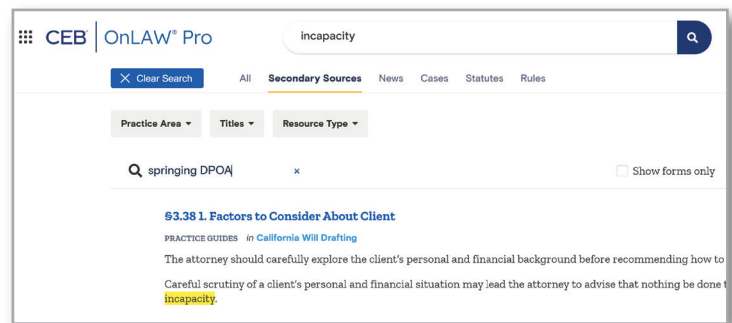 CEB® OnLAW® Pro
incapacity
Clear Search All Secondary Sources News Cases Statutes Rules
Practice Area Titles Resource Type
springing DPOA × Show forms only
§3.38 1. Factors to Consider About Client
PRACTICE GUIDES in California Will Drafting
The attorney should carefully explore the client's personal and financial background before recommending how to
Careful scrutiny of a client's personal and financial situation may lead the attorney to advise that nothing be done
incapacity.